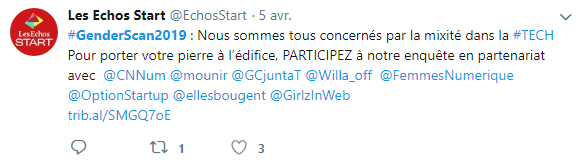 Les Echos Start @EchosStart · 5 avr.
LesEchos
START
#GenderScan2019 : Nous sommes tous concernés par la mixité dans la #TECH
Pour porter votre pierre à l'édifice, PARTICIPEZ à notre enquête en partenariat
avec @CNNum @mounir @GCjuntaT @Willa_off @FemmesNumerique
@OptionStartup @ellesbougent @GirlzInWeb
trib.al/SMGQ7oE
1 3